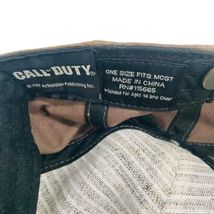 CALL OF DUTY
Activision Publishing, Inc.
ONE SIZE FITS MOST
MADE IN CHINA
RN#115665
Intended for Ages 14 and Over